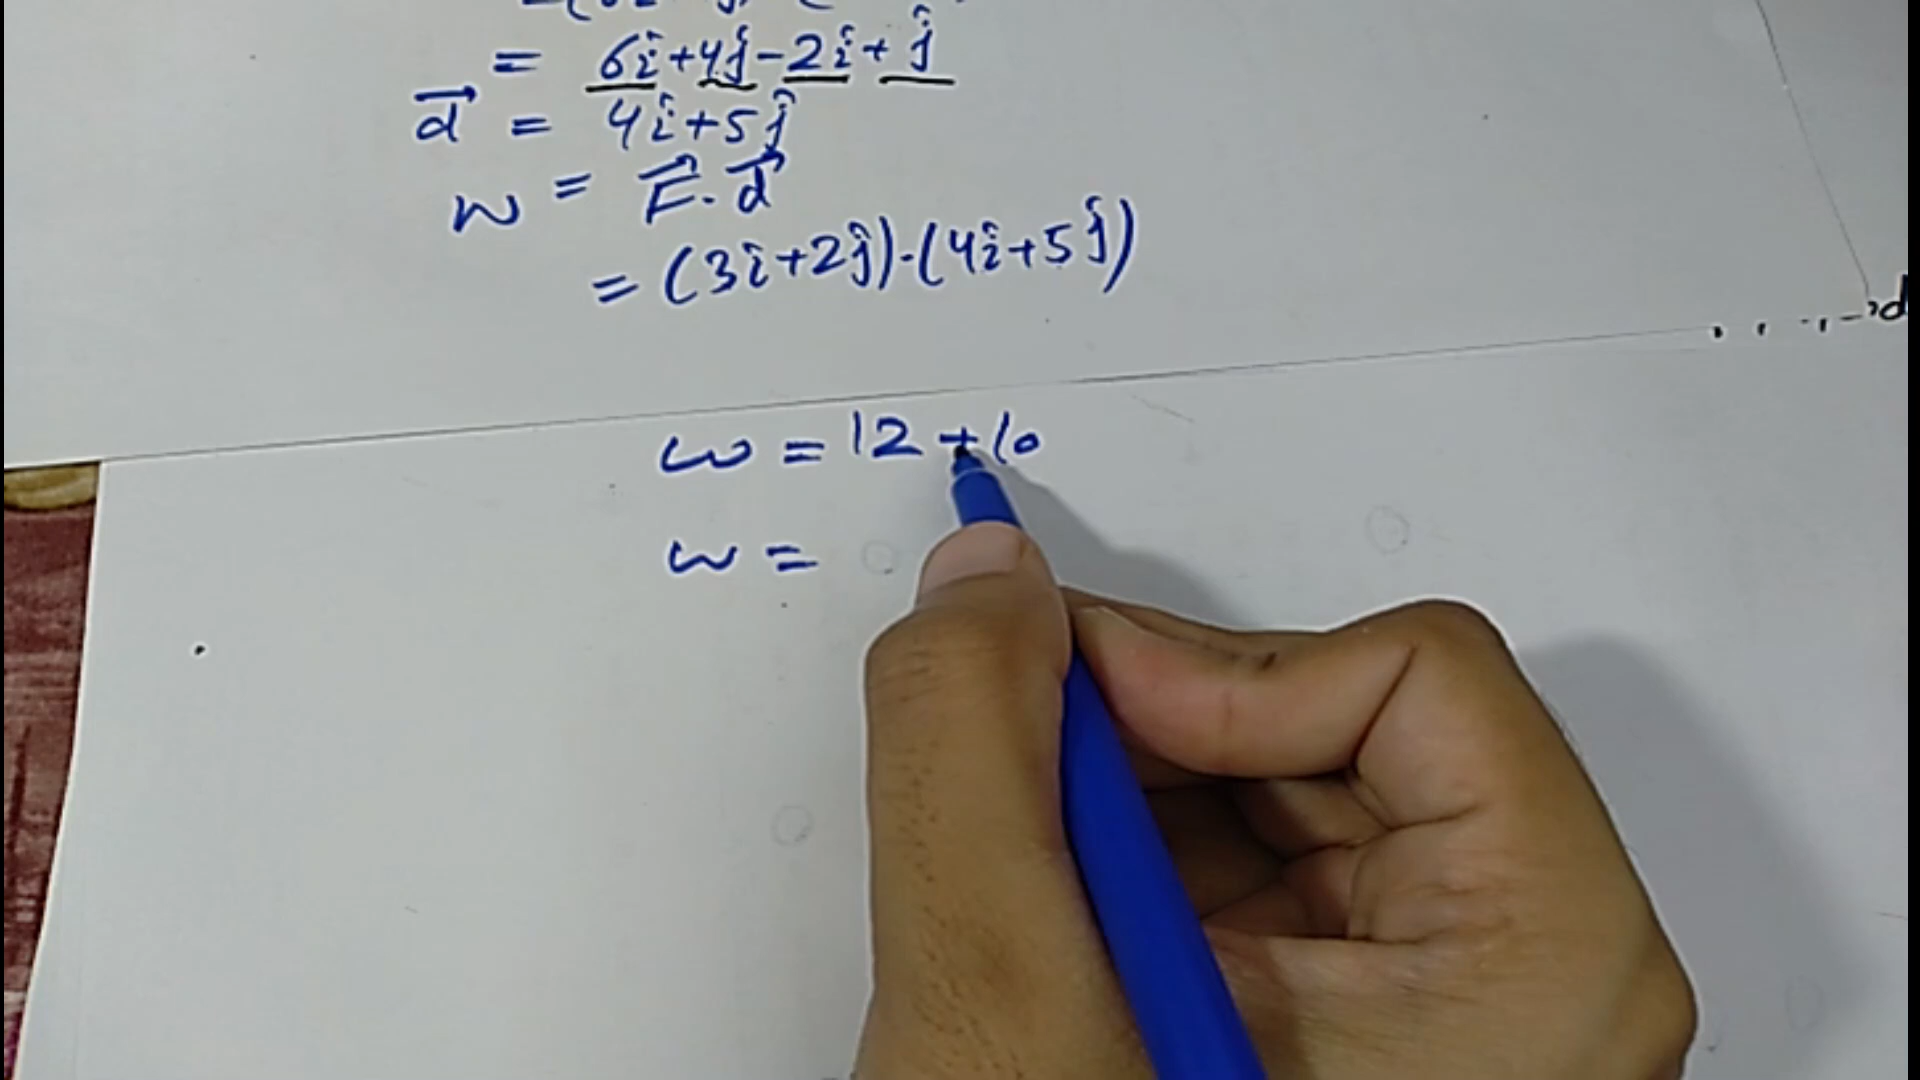 = 6î+4ĵ-2î+ĵ
d⃗ = 4î+5ĵ
w = F⃗.d⃗
= (3î+2ĵ).(4î+5ĵ)
w = 12+10
w =